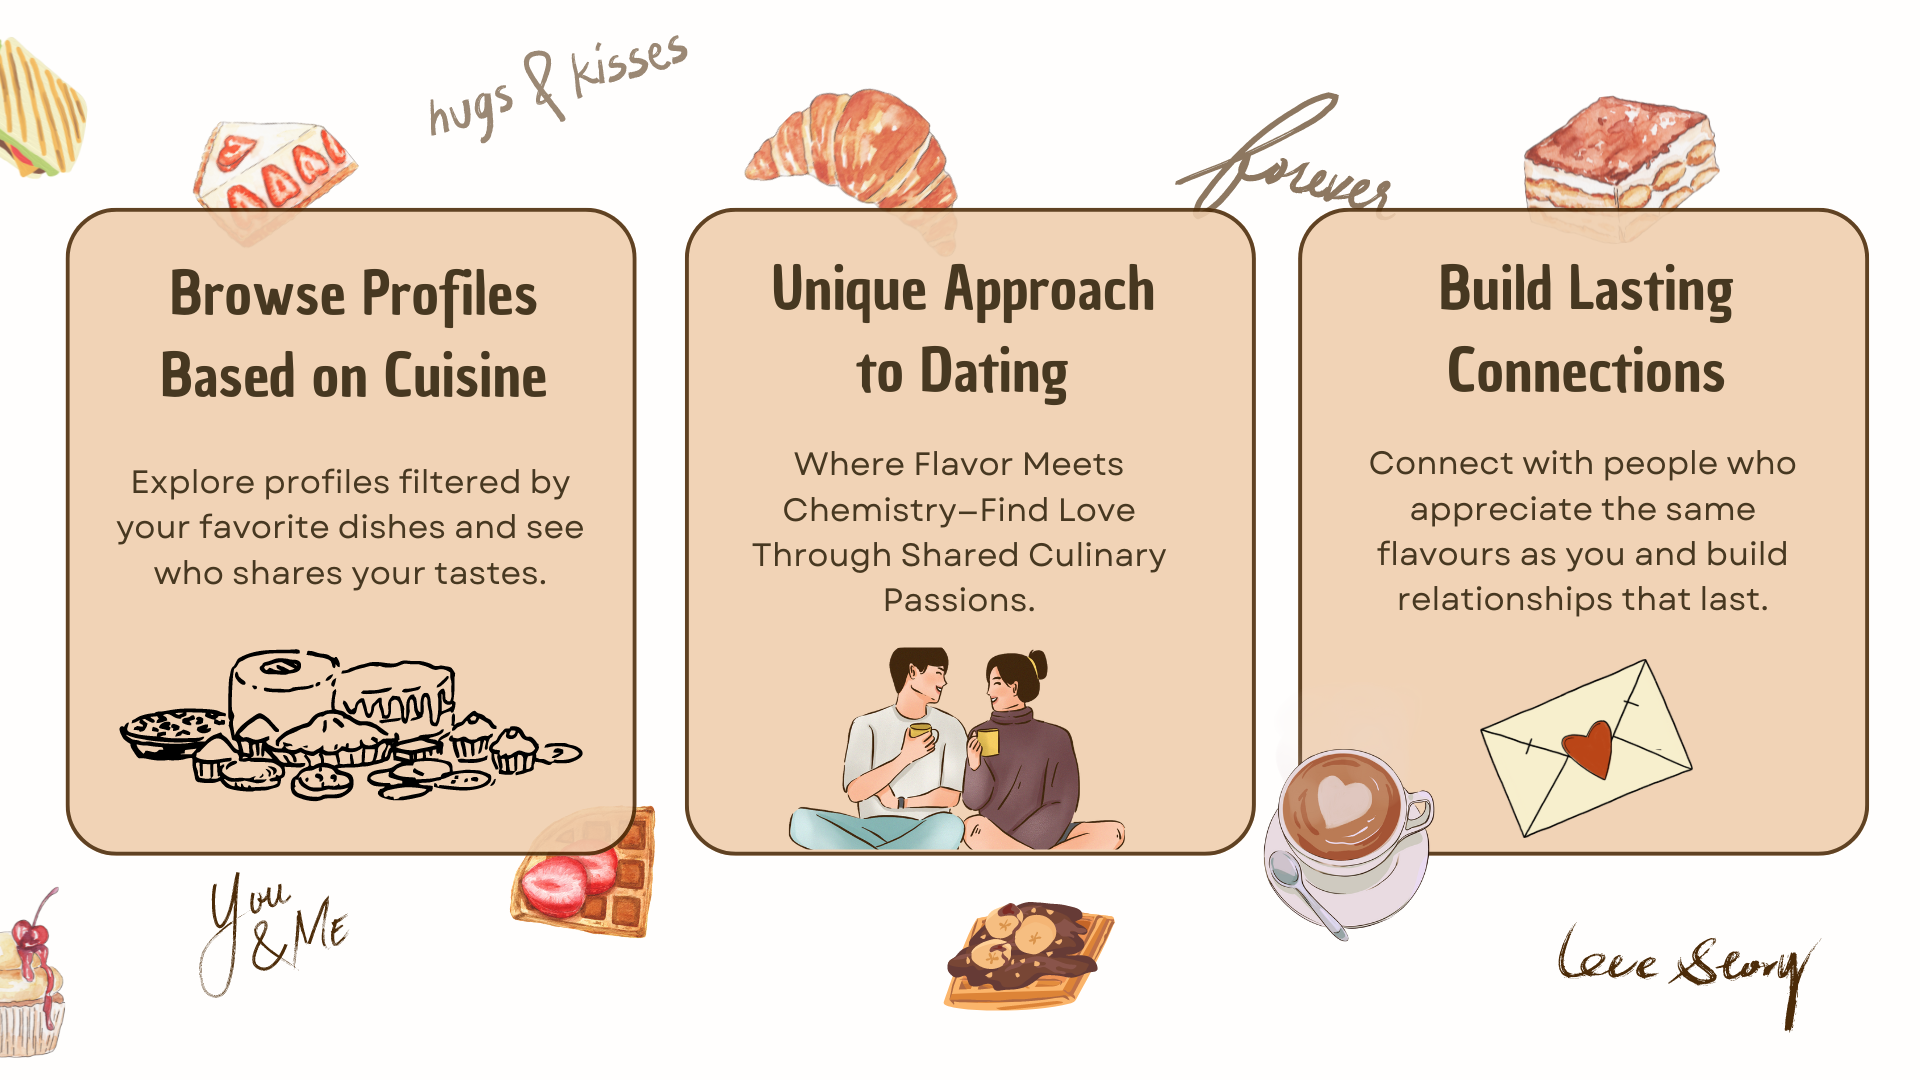 hugs & kisses
forever
Browse Profiles
Based on Cuisine
Explore profiles filtered by
your favorite dishes and see
who shares your tastes.
Unique Approach
to Dating
Where Flavor Meets
Chemistry—Find Love
Through Shared Culinary
Passions.
Build Lasting
Connections
Connect with people who
appreciate the same
flavours as you and build
relationships that last.
You
& Me
Love Story